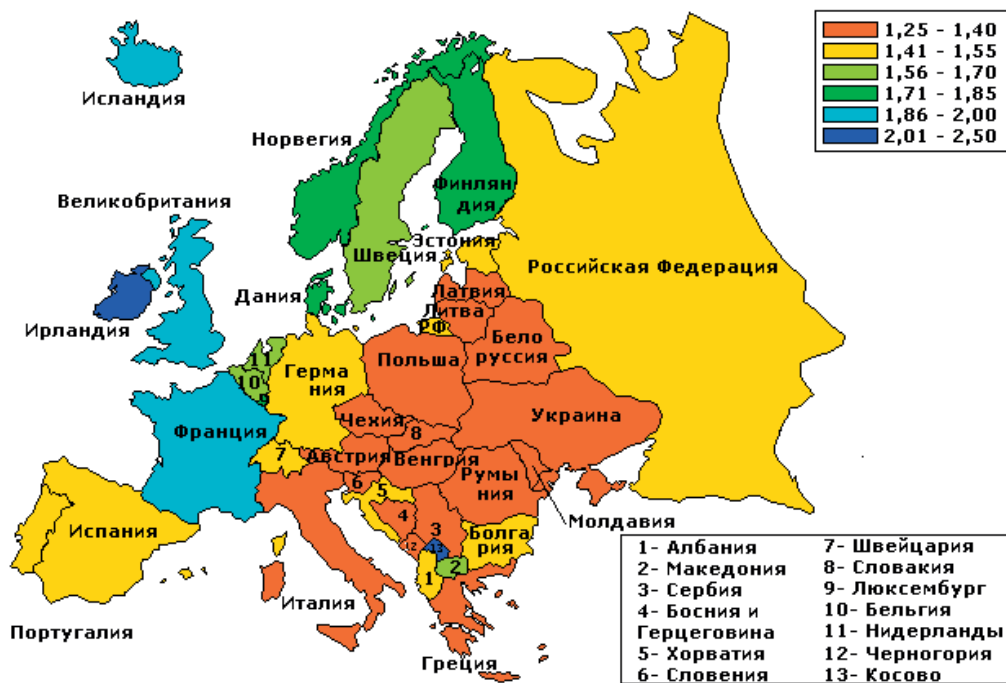 1,25 - 1,40
1,41 - 1,55
1,56 - 1,70
1,71 - 1,85
1,86 - 2,00
2,01 - 2,50
Исландия
Норвегия
Финлян
дия
Великобритания
Швеция
Эстония
Российская Федерация
Латвия
Дания
Литва
Ирландия
РФ
Бело
руссия
Польша
11
10
9
Герма
ния
Чехия
Украина
8
Франция
7
Австрия
Венгрия
6
5
Румы
ния
4
Испания
3
Молдавия
Болга
рия
12
13
2
1
Италия
Португалия
Греция
1- Албания
2- Македония
3- Сербия
4- Босния и
Герцеговина
5- Хорватия
6- Словения
7- Швейцария
8- Словакия
9- Люксембург
10- Бельгия
11- Нидерланды
12- Черногория
13- Косово